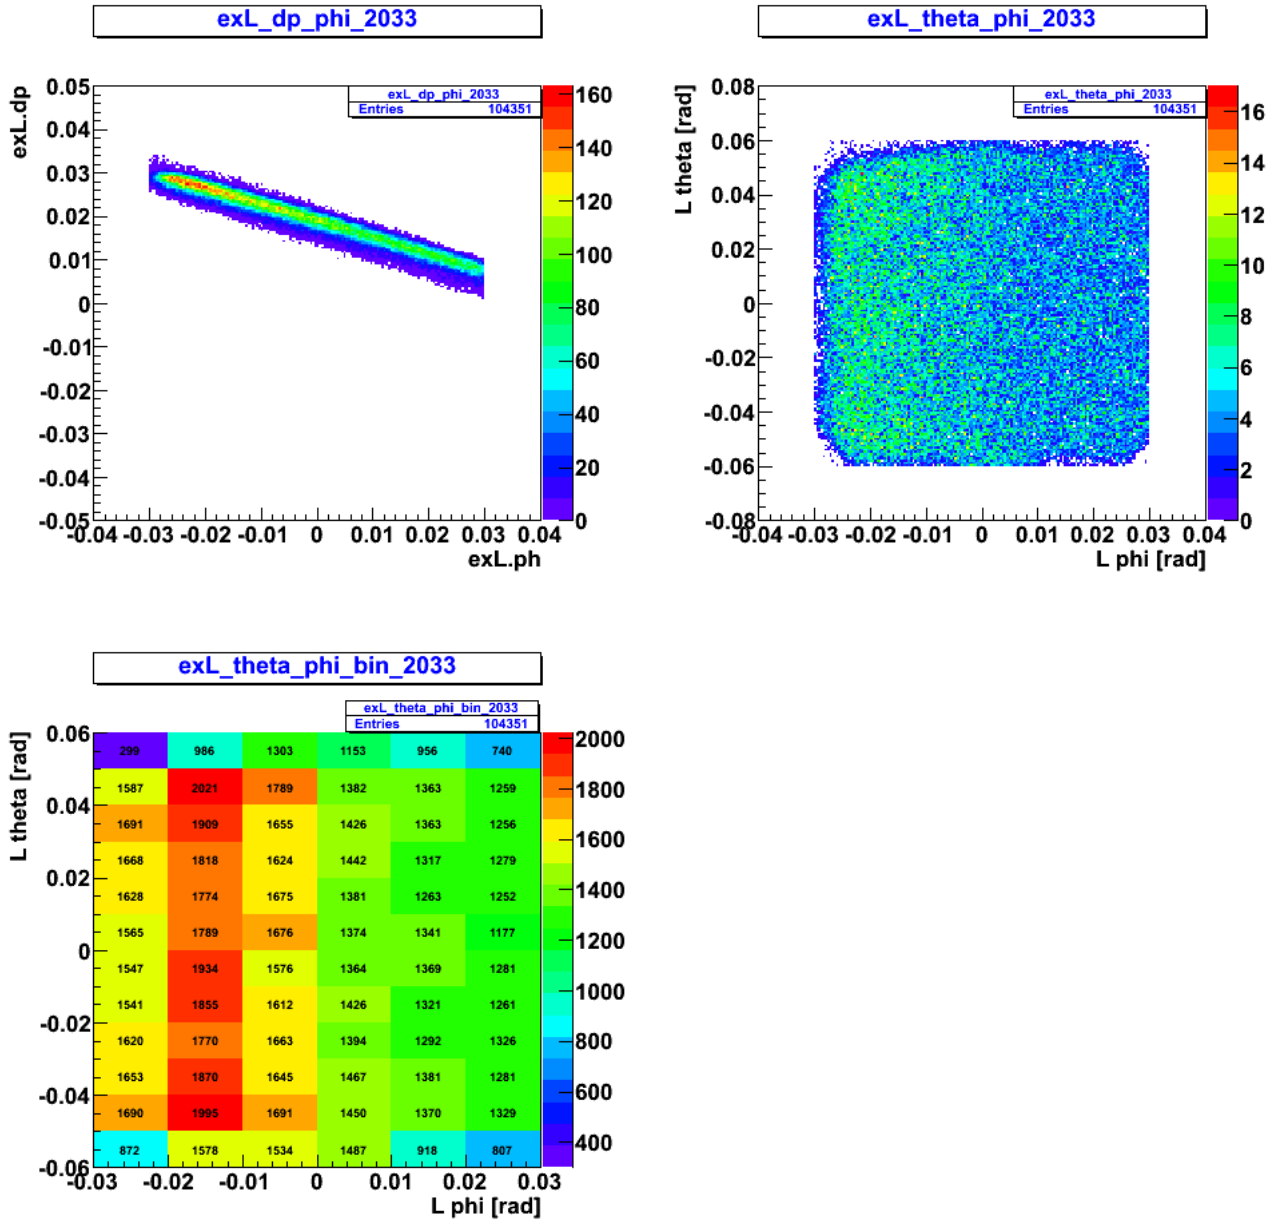 exL_dp_phi_2033
exL_dp_phi_2033
Entries 104351
exL.dp
0.05
0.04
0.03
0.02
0.01
0
-0.01
-0.02
-0.03
-0.04
-0.05
-0.04 -0.03 -0.02 -0.01 0 0.01 0.02 0.03 0.04
exL.ph
160
140
120
100
80
60
40
20
0
exL_theta_phi_2033
exL_theta_phi_2033
Entries 104351
L theta [rad]
0.08
0.06
0.04
0.02
0
-0.02
-0.04
-0.06
-0.08
-0.04 -0.03 -0.02 -0.01 0 0.01 0.02 0.03 0.04
L phi [rad]
16
14
12
10
8
6
4
2
0
exL_theta_phi_bin_2033
exL_theta_phi_bin_2033
Entries 104351
L theta [rad]
0.06
0.04
0.02
0
-0.02
-0.04
-0.06
299 986 1303 1153 956 740
1587 2021 1789 1382 1363 1259
1691 1909 1655 1426 1363 1256
1668 1818 1624 1442 1317 1279
1628 1774 1675 1381 1263 1252
1565 1789 1676 1374 1341 1177
1547 1934 1576 1364 1369 1281
1541 1855 1612 1426 1321 1261
1620 1770 1663 1394 1292 1326
1653 1870 1645 1467 1381 1281
1690 1995 1691 1450 1370 1329
872 1578 1534 1487 918 807
-0.03 -0.02 -0.01 0 0.01 0.02 0.03
L phi [rad]
2000
1800
1600
1400
1200
1000
800
600
400